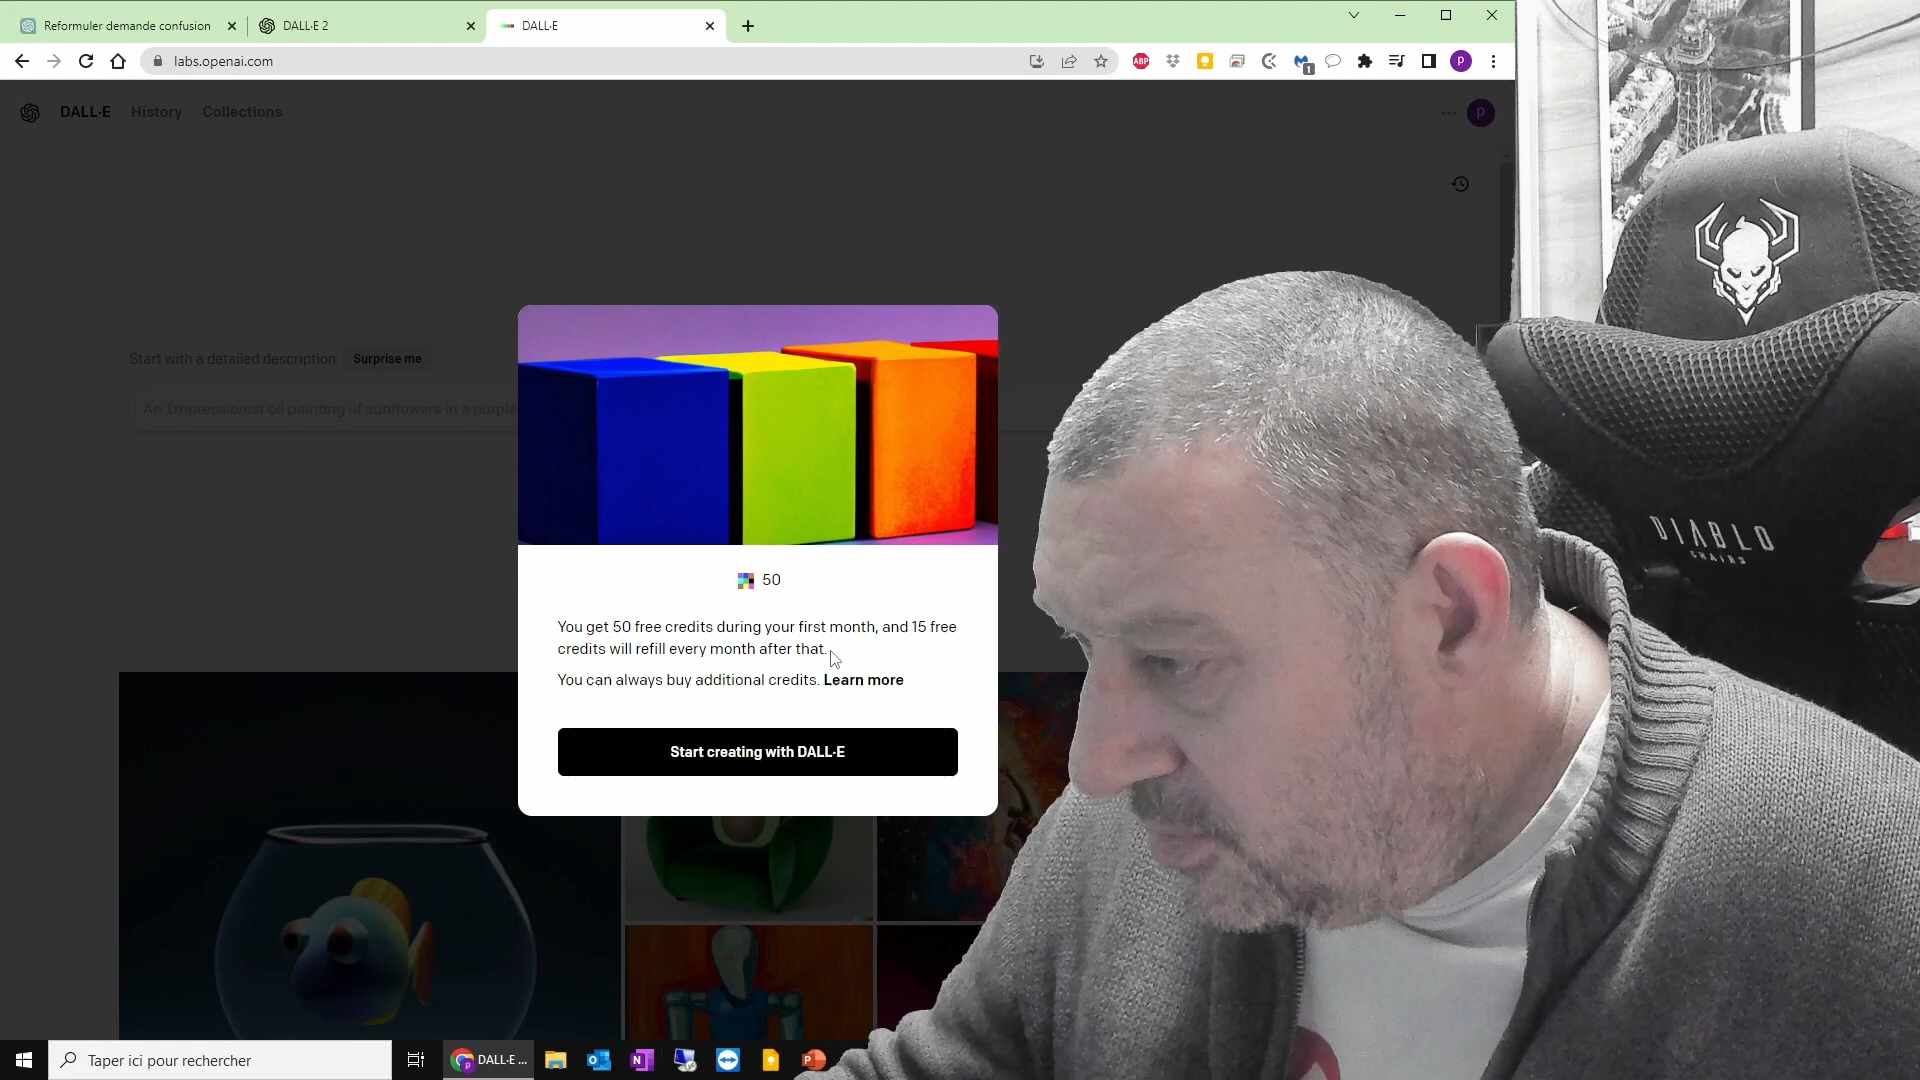 Reformuler demande confusion
DALL·E 2
DALL·E
labs.openai.com
ABP
1
p
DALL·E History Collections
p
Start with a detailed description Surprise me
An Impressionist oil painting of sunflowers in a purple
50
You get 50 free credits during your first month, and 15 free
credits will refill every month after that.
You can always buy additional credits. Learn more
Start creating with DALL·E
DIABLO
CHAIRS
Taper ici pour rechercher
DALL·E ...